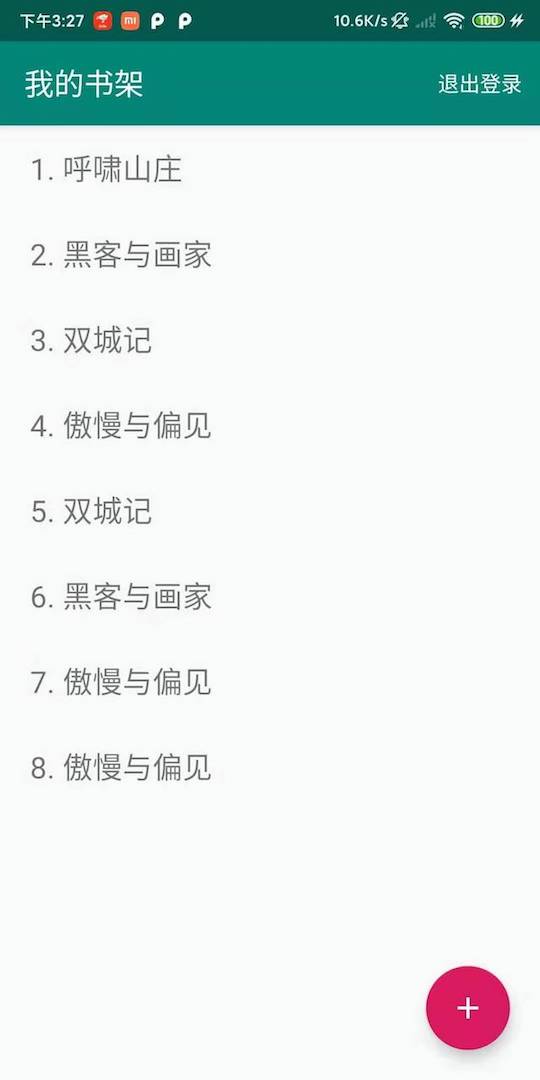 下午3:27
mi
10.6K/s
100
我的书架
退出登录
1. 呼啸山庄
2. 黑客与画家
3. 双城记
4. 傲慢与偏见
5. 双城记
6. 黑客与画家
7. 傲慢与偏见
8. 傲慢与偏见
+